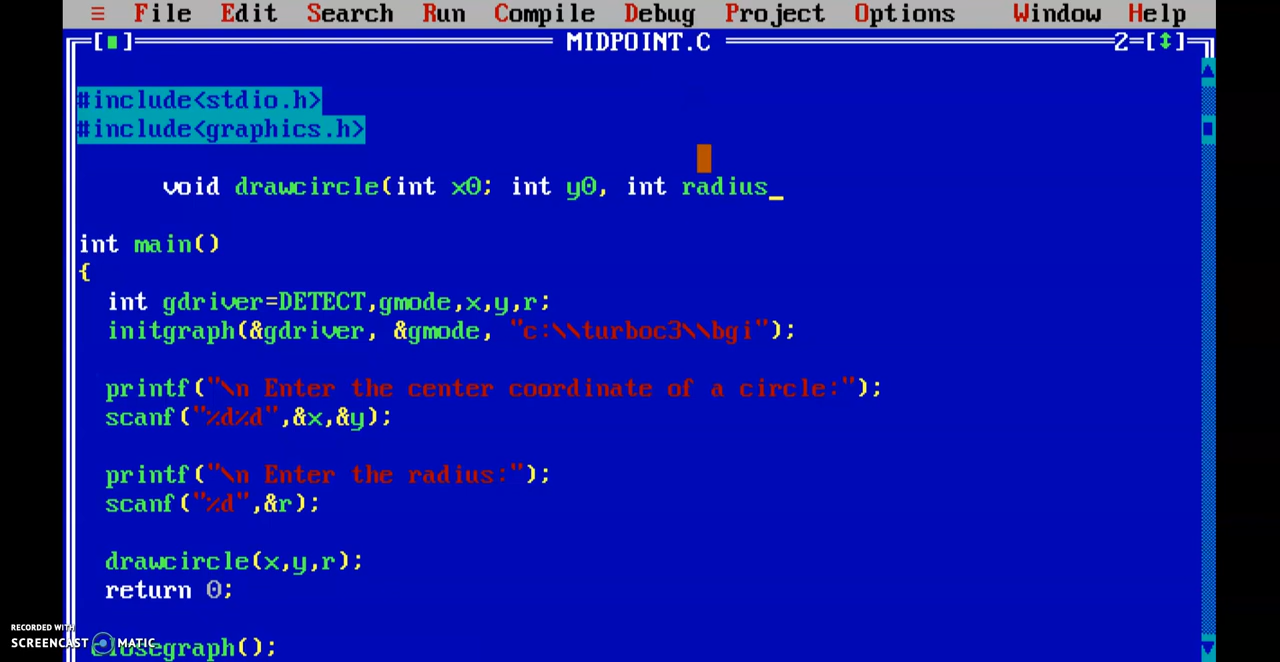 ≡ File Edit Search Run Compile Debug Project Options Window Help
[■] MIDPOINT.C 2=[↕]
#include<stdio.h>
#include<graphics.h>
void drawcircle(int x0; int y0, int radius_
int main()
{
int gdriver=DETECT,gmode,x,y,r;
initgraph(&gdriver, &gmode, "c:\\turboc3\\bgi");
printf("\n Enter the center coordinate of a circle:");
scanf("%d%d",&x,&y);
printf("\n Enter the radius:");
scanf("%d",&r);
drawcircle(x,y,r);
return 0;
closegraph();
RECORDED WITH
SCREENCAST MATIC